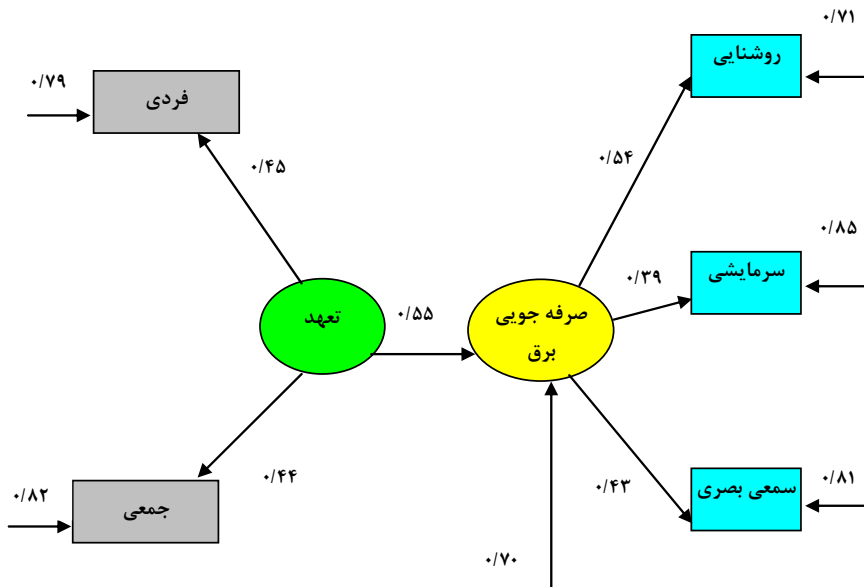 ۰/۷۱
روشنایی
۰/۷۹
فردی
۰/۵۴
۰/۴۵
۰/۸۵
سرمایشی
۰/۳۹
صرفه جویی
برق
۰/۵۵
تعهد
۰/۸۱
سمعی بصری
۰/۴۳
۰/۴۴
۰/۸۲
جمعی
۰/۷۰